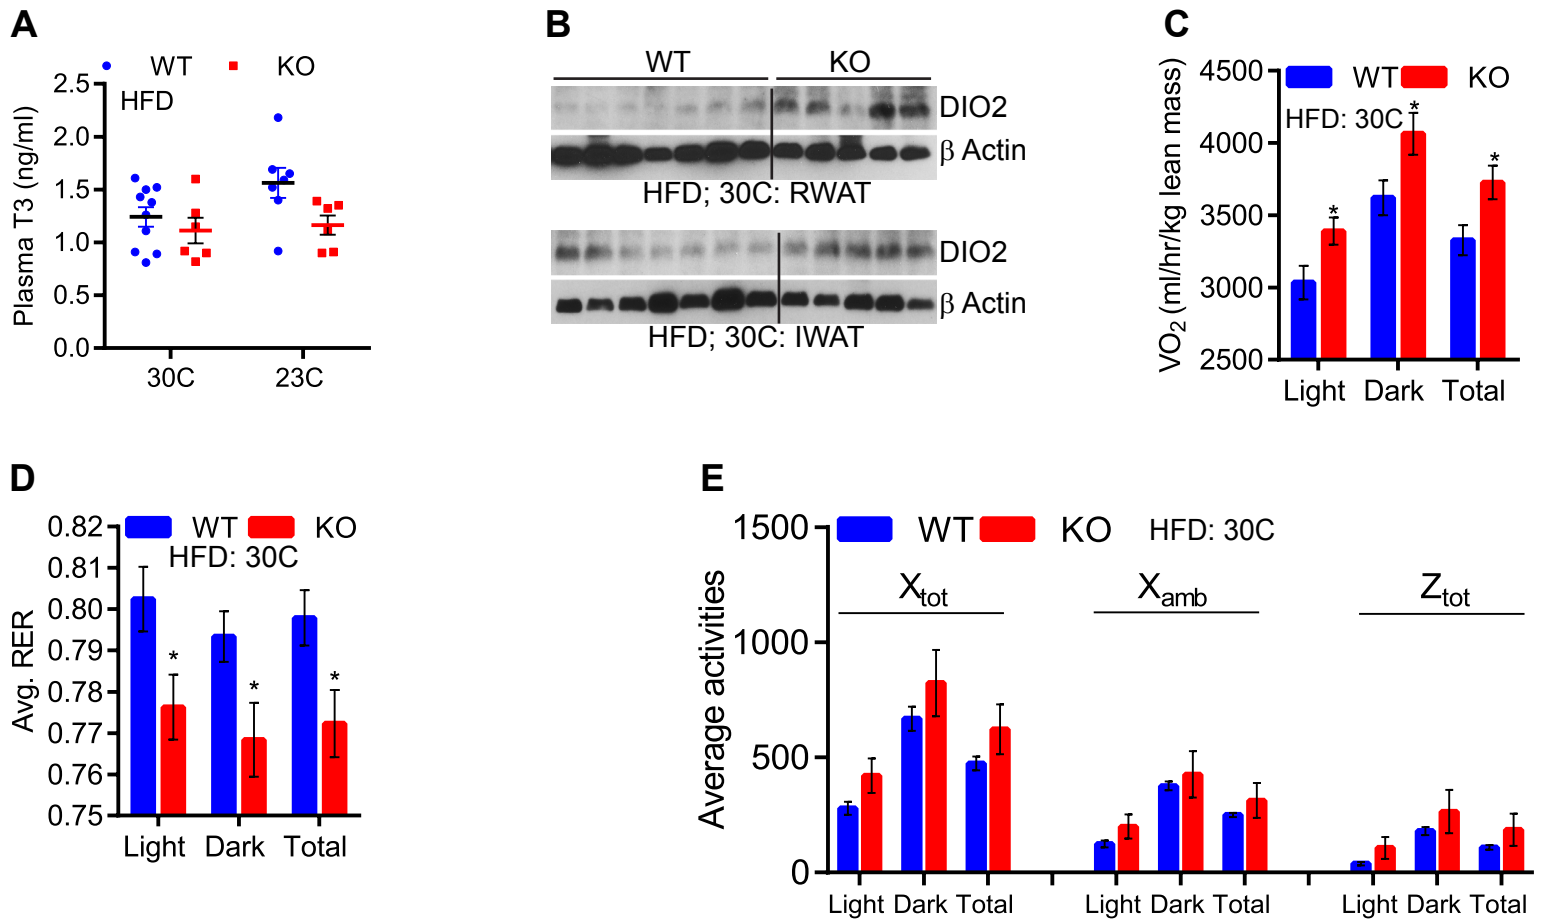 A
WT KO
HFD
Plasma T3 (ng/ml)
2.5
2.0
1.5
1.0
0.5
0.0
30C 23C
B
WT KO
DIO2
β Actin
HFD; 30C: RWAT
DIO2
β Actin
HFD; 30C: IWAT
C
WT KO
HFD: 30C
VO2 (ml/hr/kg lean mass)
4500
4000
3500
3000
2500
* * *
Light Dark Total
D
WT KO
HFD: 30C
Avg. RER
0.82
0.81
0.80
0.79
0.78
0.77
0.76
0.75
* * *
Light Dark Total
E
WT KO HFD: 30C
Average activities
1500
1000
500
0
Xtot Xamb Ztot
Light Dark Total Light Dark Total Light Dark Total